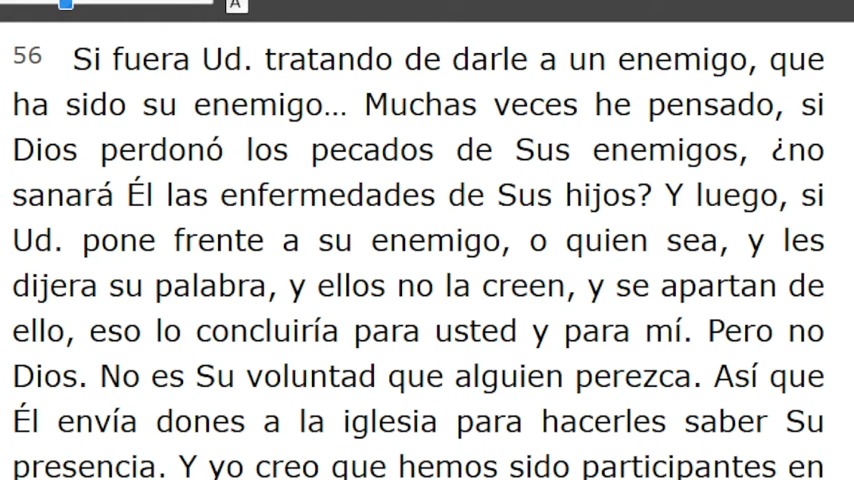 A
56 Si fuera Ud. tratando de darle a un enemigo, que
ha sido su enemigo... Muchas veces he pensado, si
Dios perdonó los pecados de Sus enemigos, ¿no
sanará Él las enfermedades de Sus hijos? Y luego, si
Ud. pone frente a su enemigo, o quien sea, y les
dijera su palabra, y ellos no la creen, y se apartan de
ello, eso lo concluiría para usted y para mí. Pero no
Dios. No es Su voluntad que alguien perezca. Así que
Él envía dones a la iglesia para hacerles saber Su
presencia. Y yo creo que hemos sido participantes en